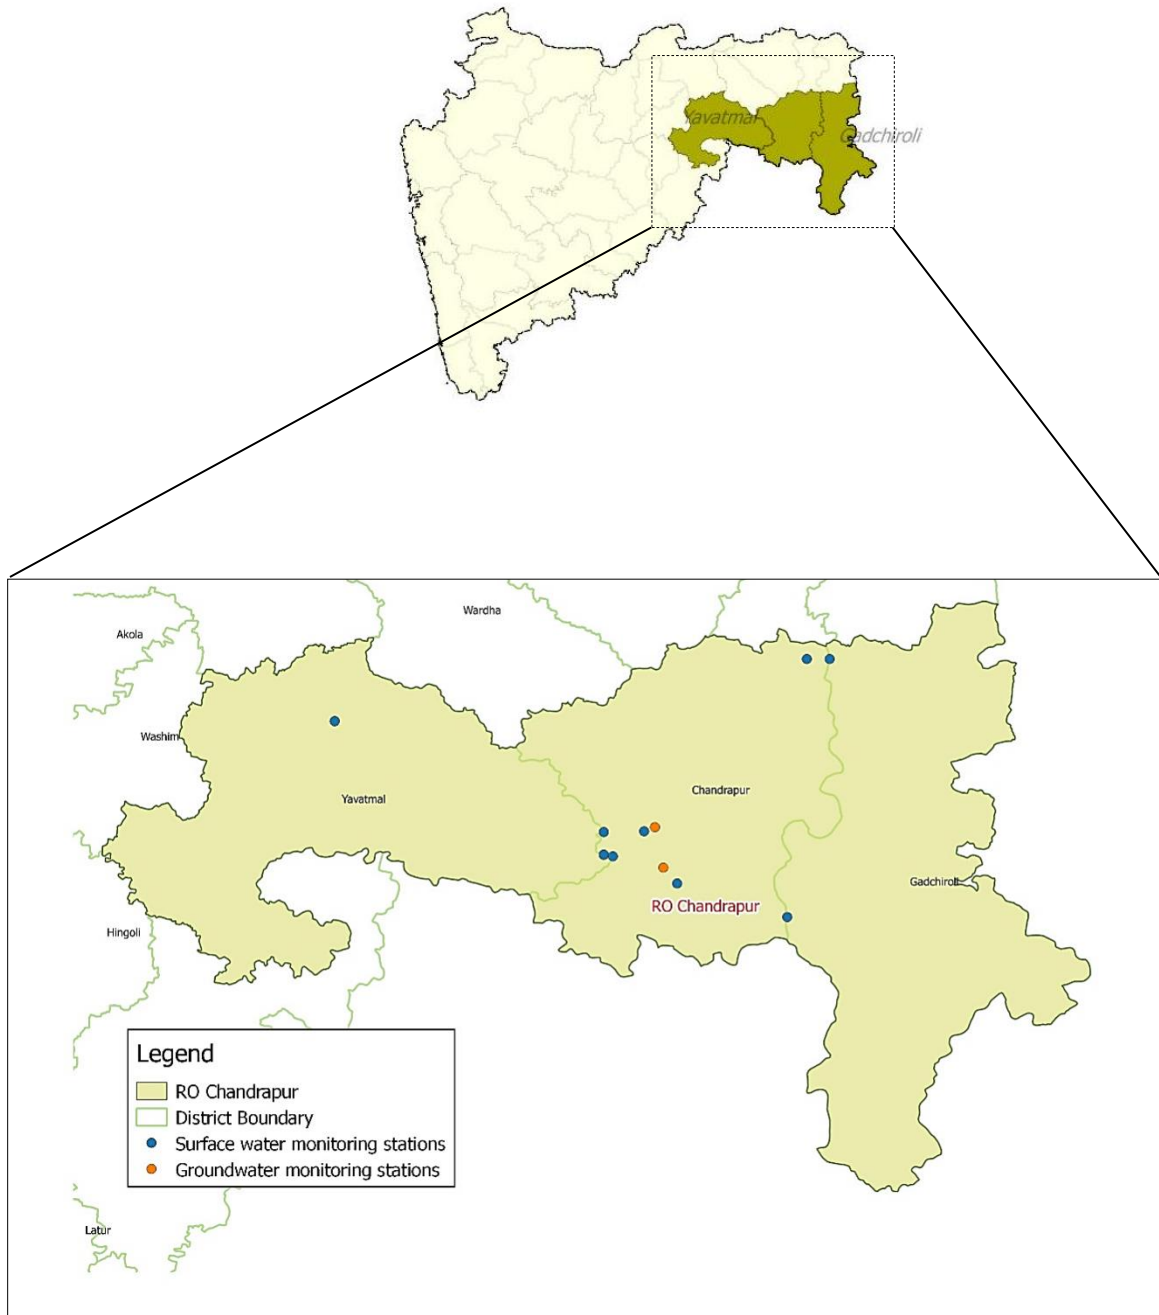 Yavatmal
Gadchiroli
Wardha
Akola
Washim
Chandrapur
Yavatmal
Gadchiroli
RO Chandrapur
Hingoli
Legend
RO Chandrapur
District Boundary
Surface water monitoring stations
Groundwater monitoring stations
Latur